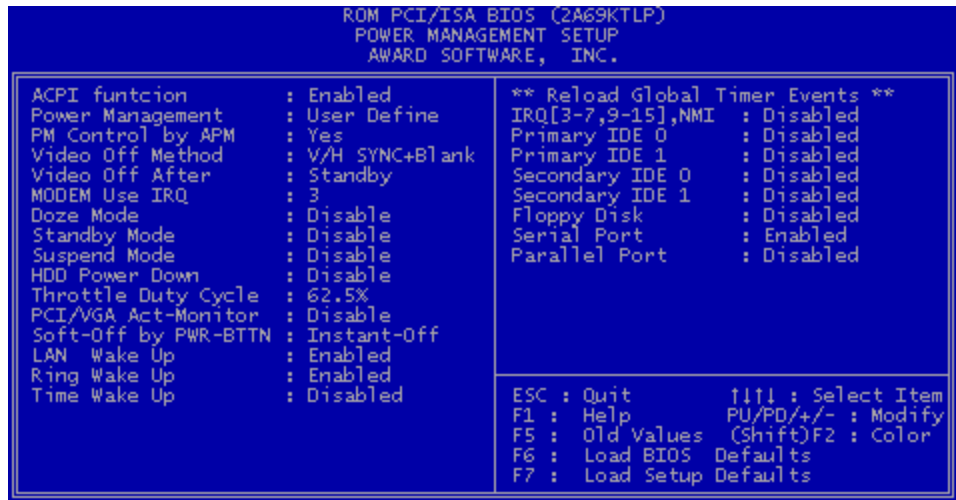 ROM PCI/ISA BIOS (2A69KTLP)
POWER MANAGEMENT SETUP
AWARD SOFTWARE, INC.
ACPI funtcion : Enabled
Power Management : User Define
PM Control by APM : Yes
Video Off Method : V/H SYNC+Blank
Video Off After : Standby
MODEM Use IRQ : 3
Doze Mode : Disable
Standby Mode : Disable
Suspend Mode : Disable
HDD Power Down : Disable
Throttle Duty Cycle : 62.5%
PCI/VGA Act-Monitor : Disable
Soft-Off by PWR-BTTN : Instant-Off
LAN Wake Up : Enabled
Ring Wake Up : Enabled
Time Wake Up : Disabled
** Reload Global Timer Events **
IRQ[3-7,9-15],NMI : Disabled
Primary IDE 0 : Disabled
Primary IDE 1 : Disabled
Secondary IDE 0 : Disabled
Secondary IDE 1 : Disabled
Floppy Disk : Disabled
Serial Port : Enabled
Parallel Port : Disabled
ESC : Quit ↑↓↑↓ : Select Item
F1 : Help PU/PD/+/- : Modify
F5 : Old Values (Shift)F2 : Color
F6 : Load BIOS Defaults
F7 : Load Setup Defaults